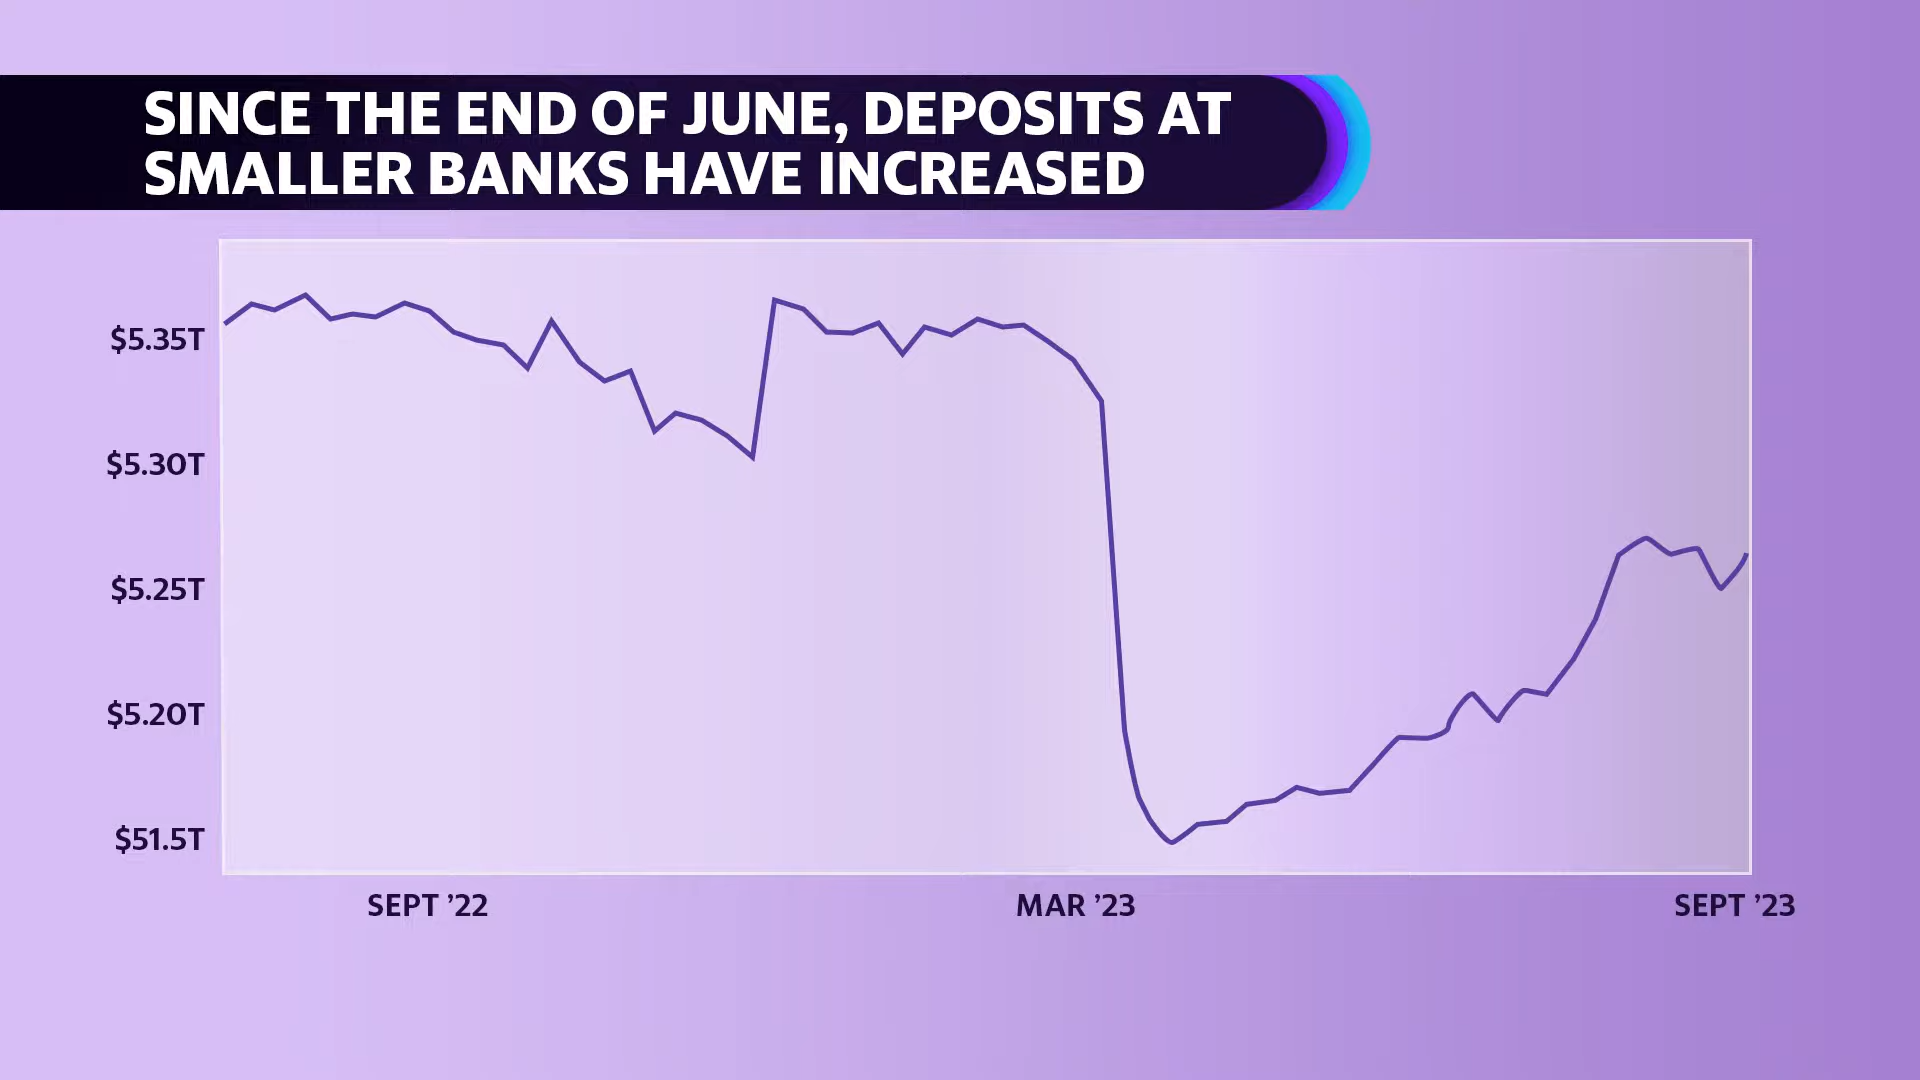 SINCE THE END OF JUNE, DEPOSITS AT
SMALLER BANKS HAVE INCREASED
$5.35T
$5.30T
$5.25T
$5.20T
$51.5T
SEPT ’22
MAR ’23
SEPT ’23